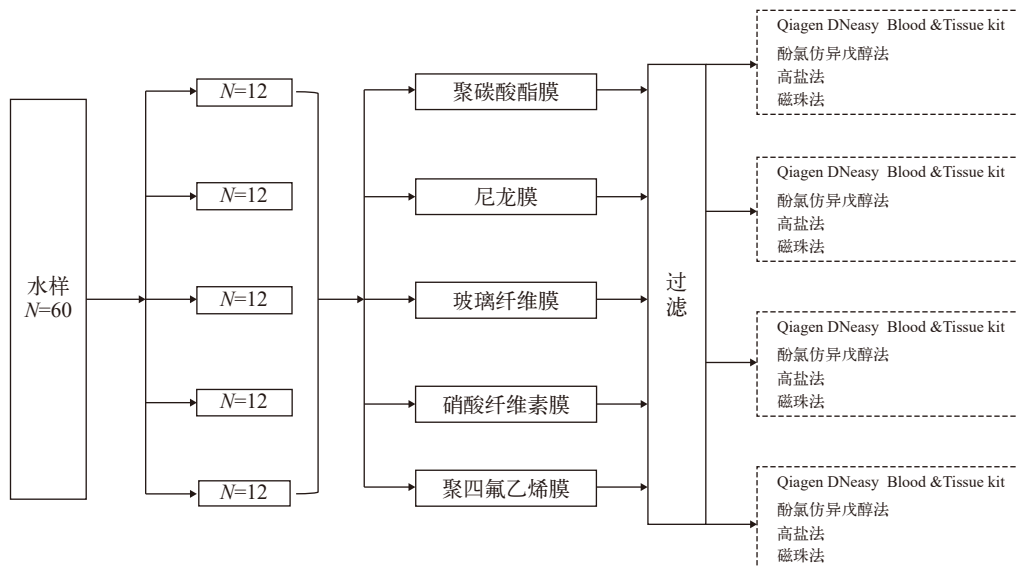 水样
N=60
N=12
N=12
N=12
N=12
N=12
聚碳酸酯膜
尼龙膜
玻璃纤维膜
硝酸纤维素膜
聚四氟乙烯膜
过滤
Qiagen DNeasy Blood &Tissue kit
酚氯仿异戊醇法
高盐法
磁珠法
Qiagen DNeasy Blood &Tissue kit
酚氯仿异戊醇法
高盐法
磁珠法
Qiagen DNeasy Blood &Tissue kit
酚氯仿异戊醇法
高盐法
磁珠法
Qiagen DNeasy Blood &Tissue kit
酚氯仿异戊醇法
高盐法
磁珠法